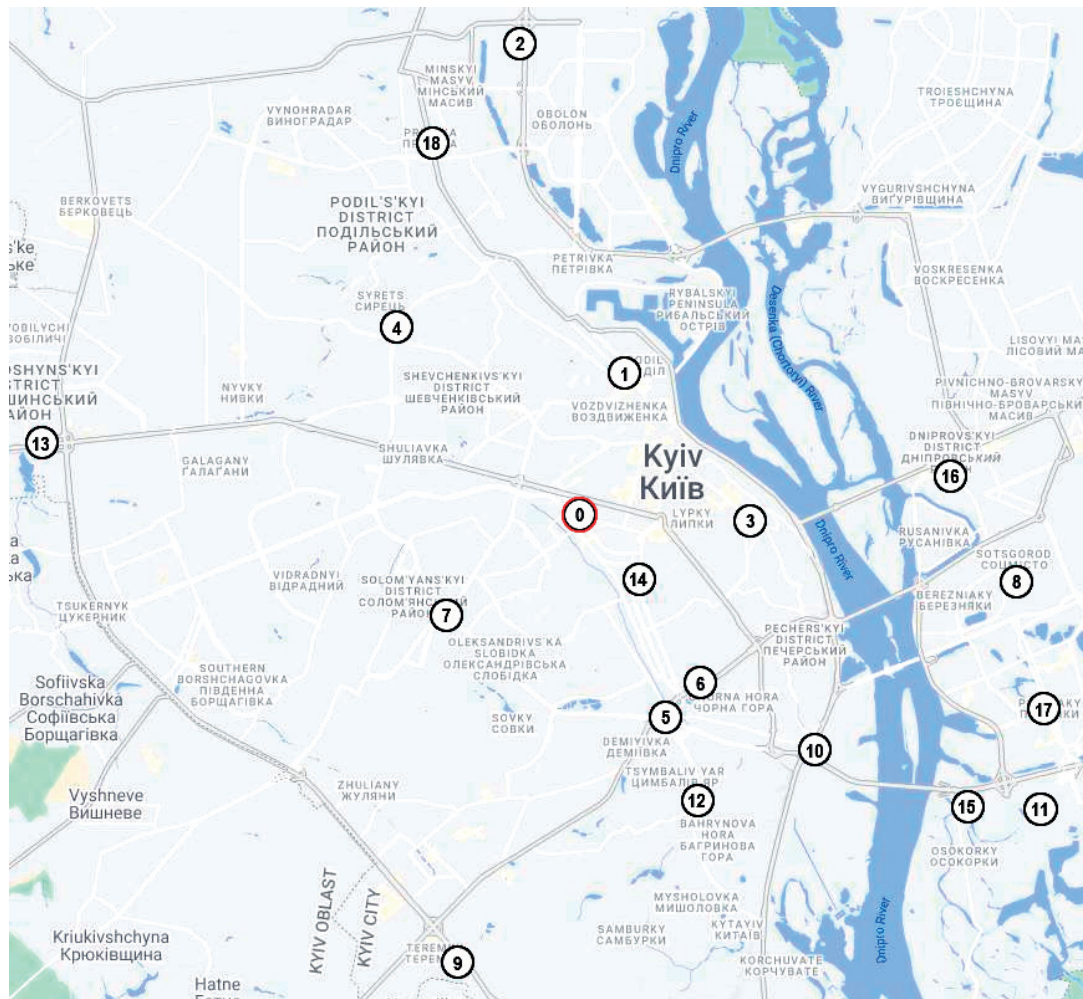 2
MINSKYI
MASYV
МІНСЬКИЙ
МАСИВ
TROIESHCHYNA
ТРОЄЩИНА
VYNOHRADAR
ВИНОГРАДАР
OBOLON
ОБОЛОНЬ
18
Dnipro River
BERKOVETS
БЕРКОВЕЦЬ
VYGURIVSHCHYNA
ВИГУРІВЩИНА
PODIL'S'KYI
DISTRICT
ПОДІЛЬСЬКИЙ
РАЙОН
PETRIVKA
ПЕТРІВКА
VOSKRESENKA
ВОСКРЕСЕНКА
SYRETS
СИРЕЦЬ
4
RYBALSKYI
PENINSULA
РИБАЛЬСЬКИЙ
ОСТРІВ
Desenka (Chortoryi) River
1
SHEVCHENKIVS'KYI
DISTRICT
ШЕВЧЕНКІВСЬКИЙ
РАЙОН
NYVKY
НИВКИ
VOZDVIZHENKA
ВОЗДВИЖЕНКА
PIVNICHNO-BROVARSKY
MASYV
ПІВНІЧНО-БРОВАРСЬКИ
МАСИВ
13
SHULIAVKA
ШУЛЯВКА
GALAGANY
ҐАЛАҐАНИ
Kyiv
Київ
DNIPROVS'KYI
DISTRICT
ДНІПРОВСЬКИЙ
16
0
LYPKY
ЛИПКИ
3
Dnipro River
RUSANIVKA
РУСАНІВКА
SOTSGOROD
СОЦМІСТО
8
VIDRADNYI
ВІДРАДНИЙ
SOLOM'YANS'KYI
DISTRICT
СОЛОМ'ЯНСЬКИЙ
РАЙОН
7
14
BEREZNIAKY
БЕРЕЗНЯКИ
TSUKERNYK
ЦУКЕРНИК
OLEKSANDRIVS'KA
SLOBIDKA
ОЛЕКСАНДРІВСЬКА
СЛОБІДКА
PECHERS'KYI
DISTRICT
ПЕЧЕРСЬКИЙ
РАЙОН
SOUTHERN
BORSHCHAGOVKA
ПІВДЕННА
БОРЩАГІВКА
Sofiivska
Borschahivka
Софіївська
Борщагівка
6
ЧОРНА ГОРА
17
SOVKY
СОВКИ
5
DEMIYIVKA
ДЕМІЇВКА
10
TSYMBALIV YAR
ЦИМБАЛІВ ЯР
12
ZHULIANY
ЖУЛЯНИ
Vyshneve
Вишневе
15
11
BAHRYNOVA
HORA
БАГРИНОВА
ГОРА
OSOKORKY
ОСОКОРКИ
KYIV OBLAST
KYIV CITY
MYSHOLOVKA
МИШОЛОВКА
Dnipro River
KYTAYIV
КИТАЇВ
SAMBURKY
САМБУРКИ
Kriukivshchyna
Крюківщина
9
KORCHUVATE
КОРЧУВАТЕ
Hatne